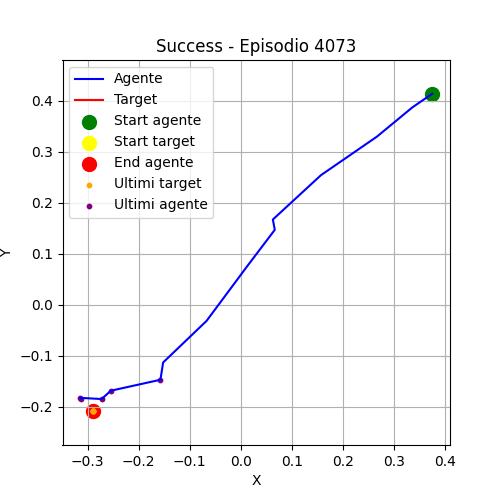 Success - Episodio 4073
Agente
Target
Start agente
Start target
End agente
Ultimi target
Ultimi agente
0.4
0.3
0.2
0.1
0.0
−0.1
−0.2
Y
−0.3 −0.2 −0.1 0.0 0.1 0.2 0.3 0.4
X